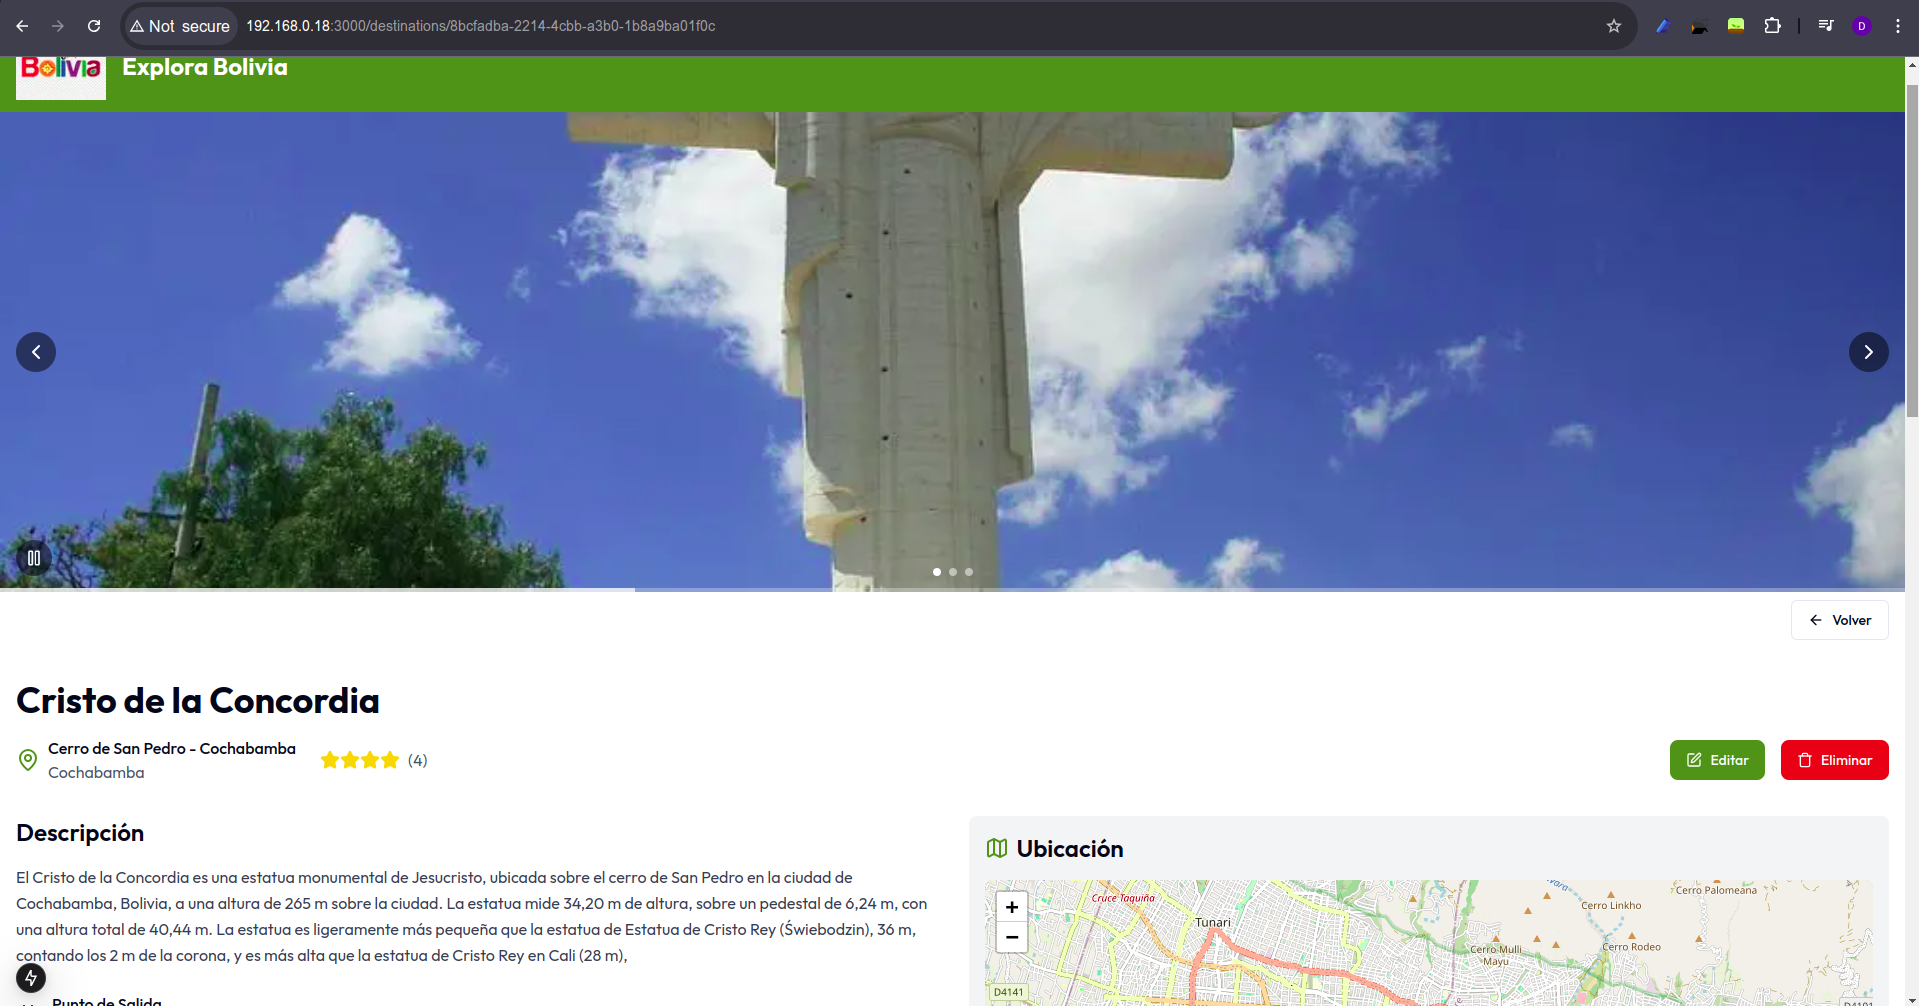 Not secure
192.168.0.18:3000/destinations/8bcfadba-2214-4cbb-a3b0-1b8a9ba01f0c
D
Bolivia
Explora Bolivia
Volver
Cristo de la Concordia
Cerro de San Pedro - Cochabamba
Cochabamba
(4)
Editar
Eliminar
Descripción
El Cristo de la Concordia es una estatua monumental de Jesucristo, ubicada sobre el cerro de San Pedro en la ciudad de
Cochabamba, Bolivia, a una altura de 265 m sobre la ciudad. La estatua mide 34,20 m de altura, sobre un pedestal de 6,24 m, con
una altura total de 40,44 m. La estatua es ligeramente más pequeña que la estatua de Estatua de Cristo Rey (Świebodzin), 36 m,
contando los 2 m de la corona, y es más alta que la estatua de Cristo Rey en Cali (28 m),
Punto de Salida
Ubicación
+
−
Cruce Taquiña
Tunari
Cerro Palomeana
Cerro Linkho
Cerro Rodeo
Cerro Mulli
Mayu
D4141